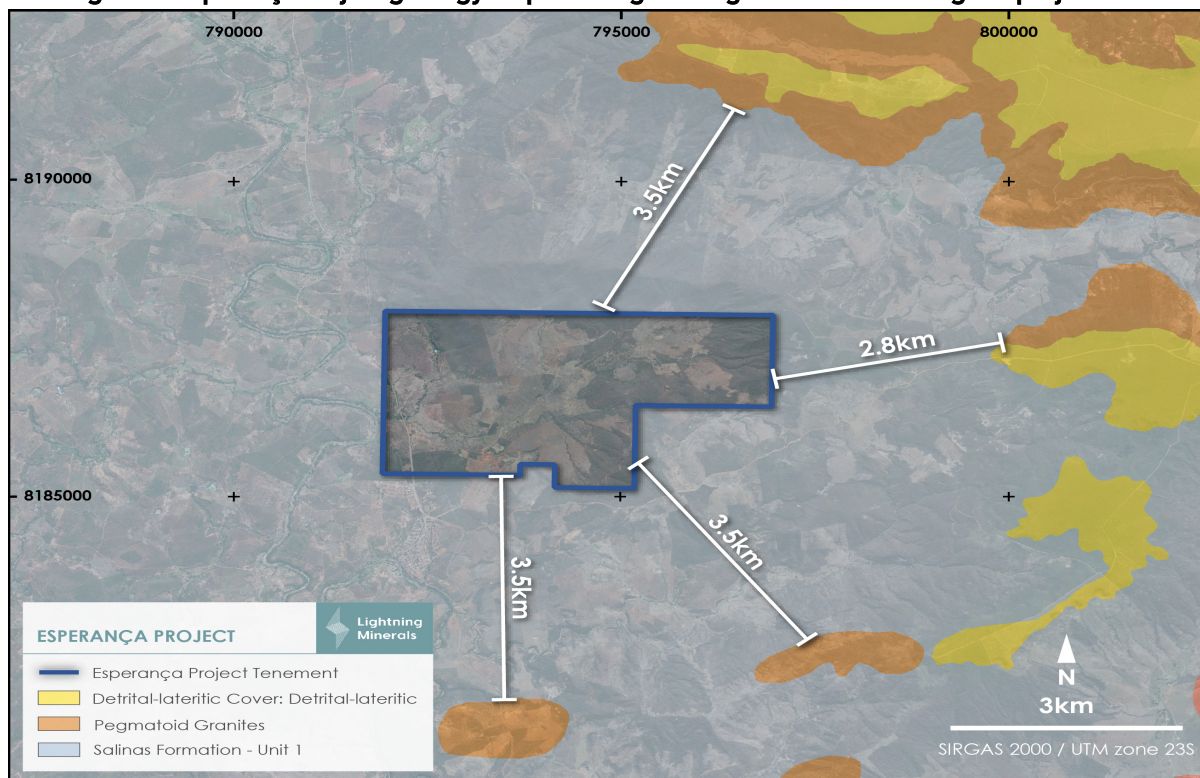 790000
795000
800000
8190000
3.5km
2.8km
8185000
3.5km
3.5km
ESPERANÇA PROJECT
Lightning
Minerals
Esperança Project Tenement
Detrital-lateritic Cover: Detrital-lateritic
Pegmatoid Granites
Salinas Formation - Unit 1
N
3km
SIRGAS 2000 / UTM zone 23S